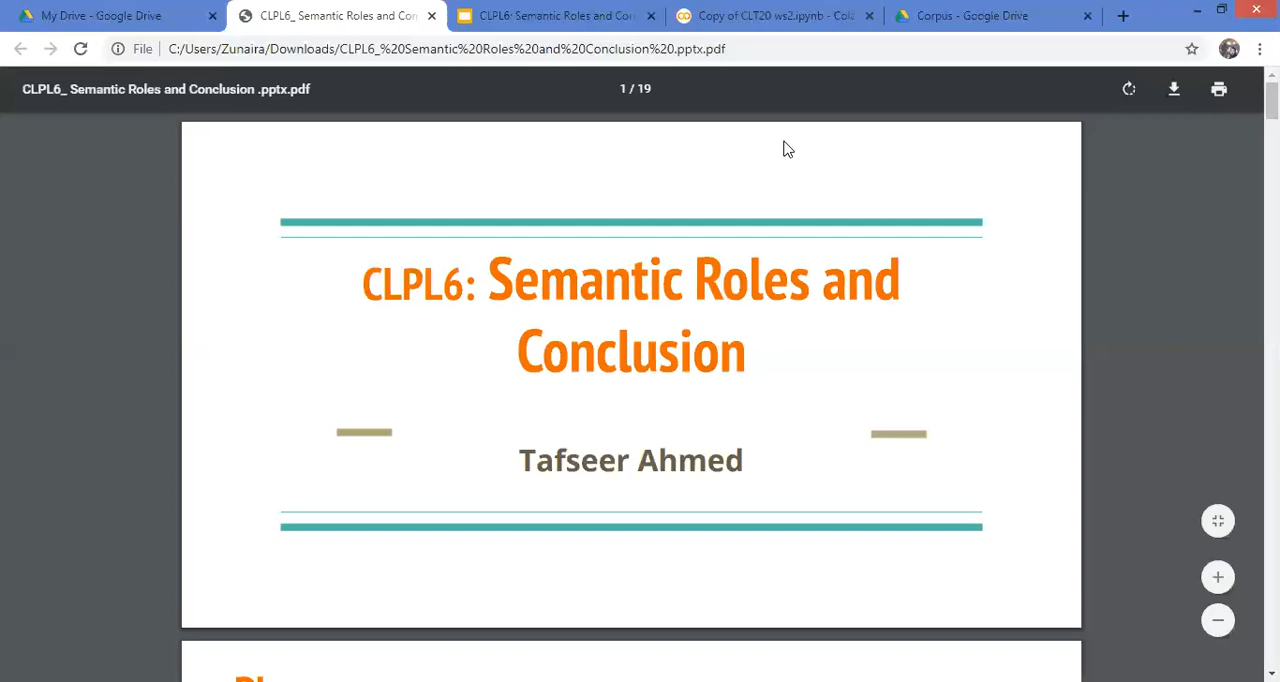 My Drive - Google Drive
CLPL6_ Semantic Roles and Con
CLPL6: Semantic Roles and Con
Copy of CLT20 ws2.ipynb - Cola
Corpus - Google Drive
File
C:/Users/Zunaira/Downloads/CLPL6_%20Semantic%20Roles%20and%20Conclusion%20.pptx.pdf
CLPL6_ Semantic Roles and Conclusion .pptx.pdf
1 / 19
CLPL6: Semantic Roles and
Conclusion
Tafseer Ahmed